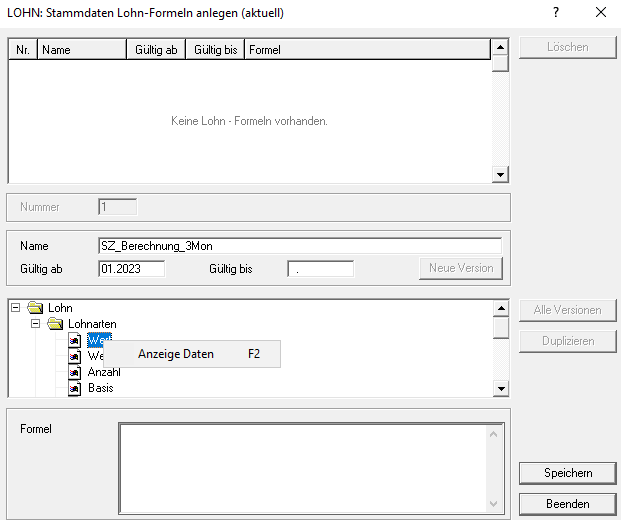 LOHN: Stammdaten Lohn-Formeln anlegen (aktuell) ?
Löschen
Nr. Name Gültig ab Gültig bis Formel
Keine Lohn - Formeln vorhanden.
Nummer 1
Name SZ_Berechnung_3Mon
Gültig ab 01.2023 Gültig bis . Neue Version
Lohn
Alle Versionen
Lohnarten
Duplizieren
Anzeige Daten F2
Anzahl
Basis
Formel
Speichern
Beenden